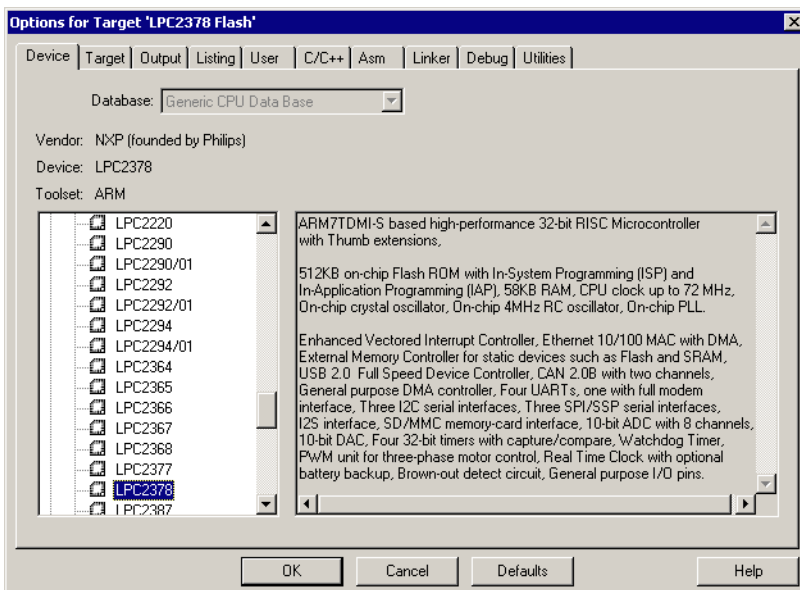 Options for Target 'LPC2378 Flash'
Device Target Output Listing User C/C++ Asm Linker Debug Utilities
Database: Generic CPU Data Base
Vendor: NXP (founded by Philips)
Device: LPC2378
Toolset: ARM
LPC2220
LPC2290
LPC2290/01
LPC2292
LPC2292/01
LPC2294
LPC2294/01
LPC2364
LPC2365
LPC2366
LPC2367
LPC2368
LPC2377
LPC2378
LPC2387
ARM7TDMI-S based high-performance 32-bit RISC Microcontroller
with Thumb extensions,
512KB on-chip Flash ROM with In-System Programming (ISP) and
In-Application Programming (IAP), 58KB RAM, CPU clock up to 72 MHz,
On-chip crystal oscillator, On-chip 4MHz RC oscillator, On-chip PLL.
Enhanced Vectored Interrupt Controller, Ethernet 10/100 MAC with DMA,
External Memory Controller for static devices such as Flash and SRAM,
USB 2.0  Full Speed Device Controller, CAN 2.0B with two channels,
General purpose DMA controller, Four UARTs, one with full modem
interface, Three I2C serial interfaces, Three SPI/SSP serial interfaces,
I2S interface, SD/MMC memory-card interface, 10-bit ADC with 8 channels,
10-bit DAC, Four 32-bit timers with capture/compare, Watchdog Timer,
PWM unit for three-phase motor control, Real Time Clock with optional
battery backup, Brown-out detect circuit, General purpose I/O pins.
OK Cancel Defaults Help